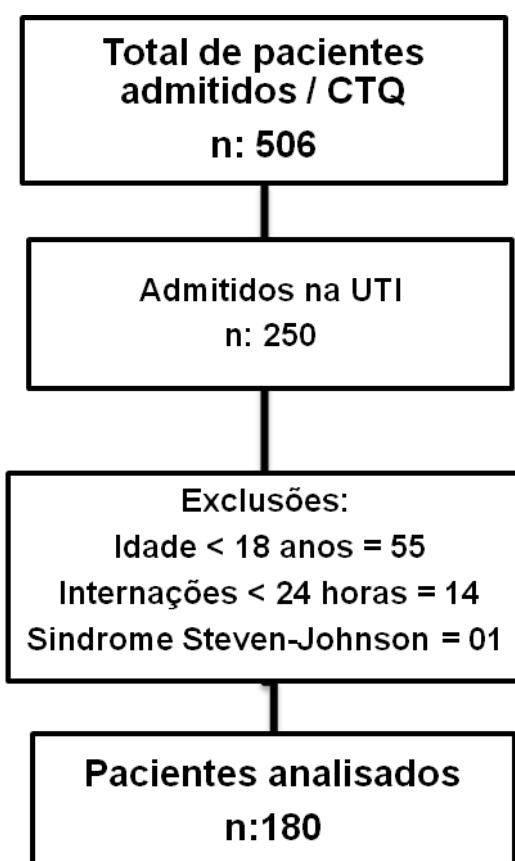 Total de pacientes
admitidos / CTQ
n: 506
Admitidos na UTI
n: 250
Exclusões:
Idade < 18 anos = 55
Internações < 24 horas = 14
Sindrome Steven-Johnson = 01
Pacientes analisados
n:180